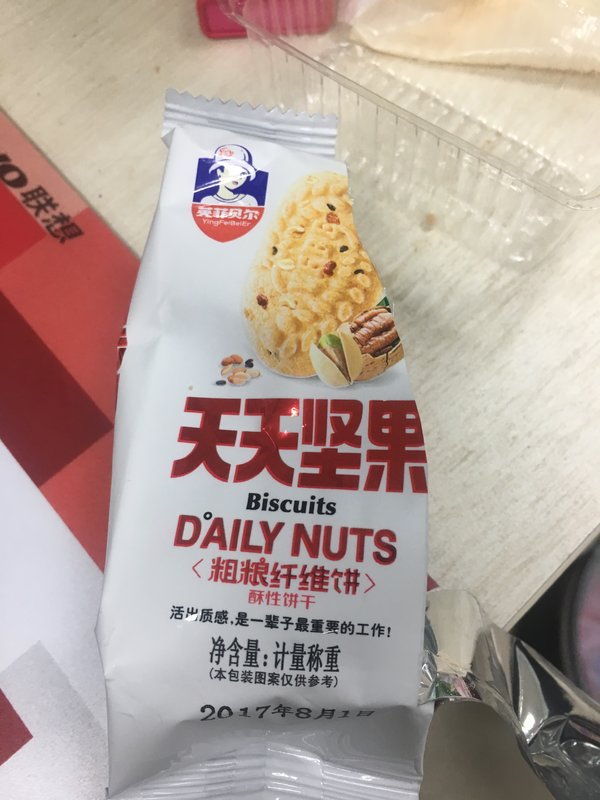 VO联想
英菲贝尔
YingFeiBeiEr
天天坚果
Biscuits
DAILY NUTS
<粗粮纤维饼>
酥性饼干
活出质感,是一辈子最重要的工作!
净含量:计量称重
(本包装图案仅供参考)
2017年8月1日